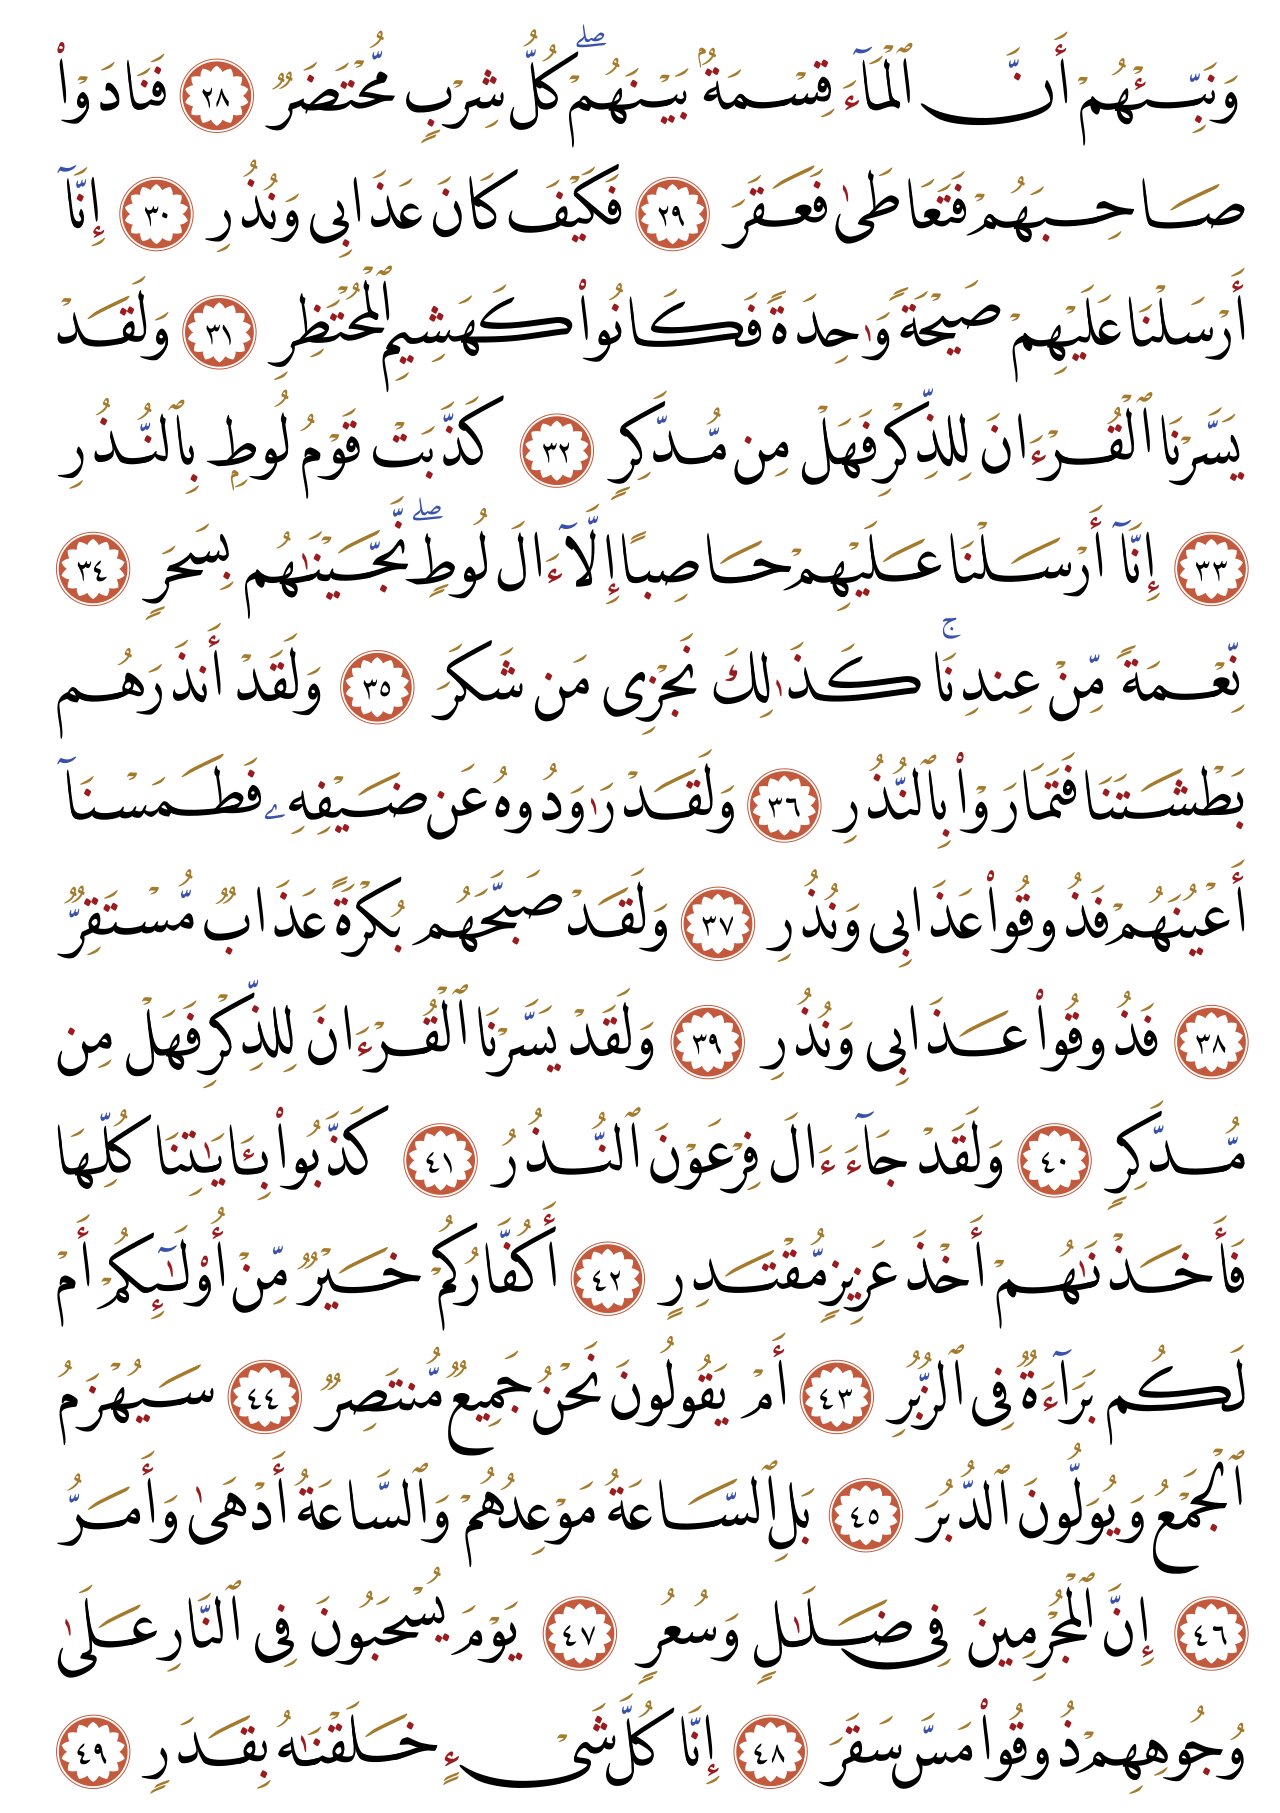 وَنَبِّئْهُمْ أَنَّ ٱلْمَآءَ قِسْمَةٌۢ بَيْنَهُمْ ۖ كُلُّ شِرْبٍ مُّحْتَضَرٌ ٢٨ فَنَادَوْا۟
صَاحِبَهُمْ فَتَعَاطَىٰ فَعَقَرَ ٢٩ فَكَيْفَ كَانَ عَذَابِى وَنُذُرِ ٣٠ إِنَّآ
أَرْسَلْنَا عَلَيْهِمْ صَيْحَةً وَٰحِدَةً فَكَانُوا۟ كَهَشِيمِ ٱلْمُحْتَظِرِ ٣١ وَلَقَدْ
يَسَّرْنَا ٱلْقُرْءَانَ لِلذِّكْرِ فَهَلْ مِن مُّدَّكِرٍ ٣٢ كَذَّبَتْ قَوْمُ لُوطٍۭ بِٱلنُّذُرِ
٣٣ إِنَّآ أَرْسَلْنَا عَلَيْهِمْ حَاصِبًا إِلَّآ ءَالَ لُوطٍ ۖ نَّجَّيْنَٰهُم بِسَحَرٍ ٣٤
نِّعْمَةً مِّنْ عِندِنَا ۚ كَذَٰلِكَ نَجْزِى مَن شَكَرَ ٣٥ وَلَقَدْ أَنذَرَهُم
بَطْشَتَنَا فَتَمَارَوْا۟ بِٱلنُّذُرِ ٣٦ وَلَقَدْ رَٰوَدُوهُ عَن ضَيْفِهِۦ فَطَمَسْنَآ
أَعْيُنَهُمْ فَذُوقُوا۟ عَذَابِى وَنُذُرِ ٣٧ وَلَقَدْ صَبَّحَهُم بُكْرَةً عَذَابٌ مُّسْتَقِرٌّ
٣٨ فَذُوقُوا۟ عَذَابِى وَنُذُرِ ٣٩ وَلَقَدْ يَسَّرْنَا ٱلْقُرْءَانَ لِلذِّكْرِ فَهَلْ مِن
مُّدَّكِرٍ ٤٠ وَلَقَدْ جَآءَ ءَالَ فِرْعَوْنَ ٱلنُّذُرُ ٤١ كَذَّبُوا۟ بِـَٔايَٰتِنَا كُلِّهَا
فَأَخَذْنَٰهُمْ أَخْذَ عَزِيزٍ مُّقْتَدِرٍ ٤٢ أَكُفَّارُكُمْ خَيْرٌ مِّنْ أُو۟لَٰٓئِكُمْ أَمْ
لَكُم بَرَآءَةٌ فِى ٱلزُّبُرِ ٤٣ أَمْ يَقُولُونَ نَحْنُ جَمِيعٌ مُّنتَصِرٌ ٤٤ سَيُهْزَمُ
ٱلْجَمْعُ وَيُوَلُّونَ ٱلدُّبُرَ ٤٥ بَلِ ٱلسَّاعَةُ مَوْعِدُهُمْ وَٱلسَّاعَةُ أَدْهَىٰ وَأَمَرُّ
٤٦ إِنَّ ٱلْمُجْرِمِينَ فِى ضَلَٰلٍ وَسُعُرٍ ٤٧ يَوْمَ يُسْحَبُونَ فِى ٱلنَّارِ عَلَىٰ
وُجُوهِهِمْ ذُوقُوا۟ مَسَّ سَقَرَ ٤٨ إِنَّا كُلَّ شَىْءٍ خَلَقْنَٰهُ بِقَدَرٍ ٤٩